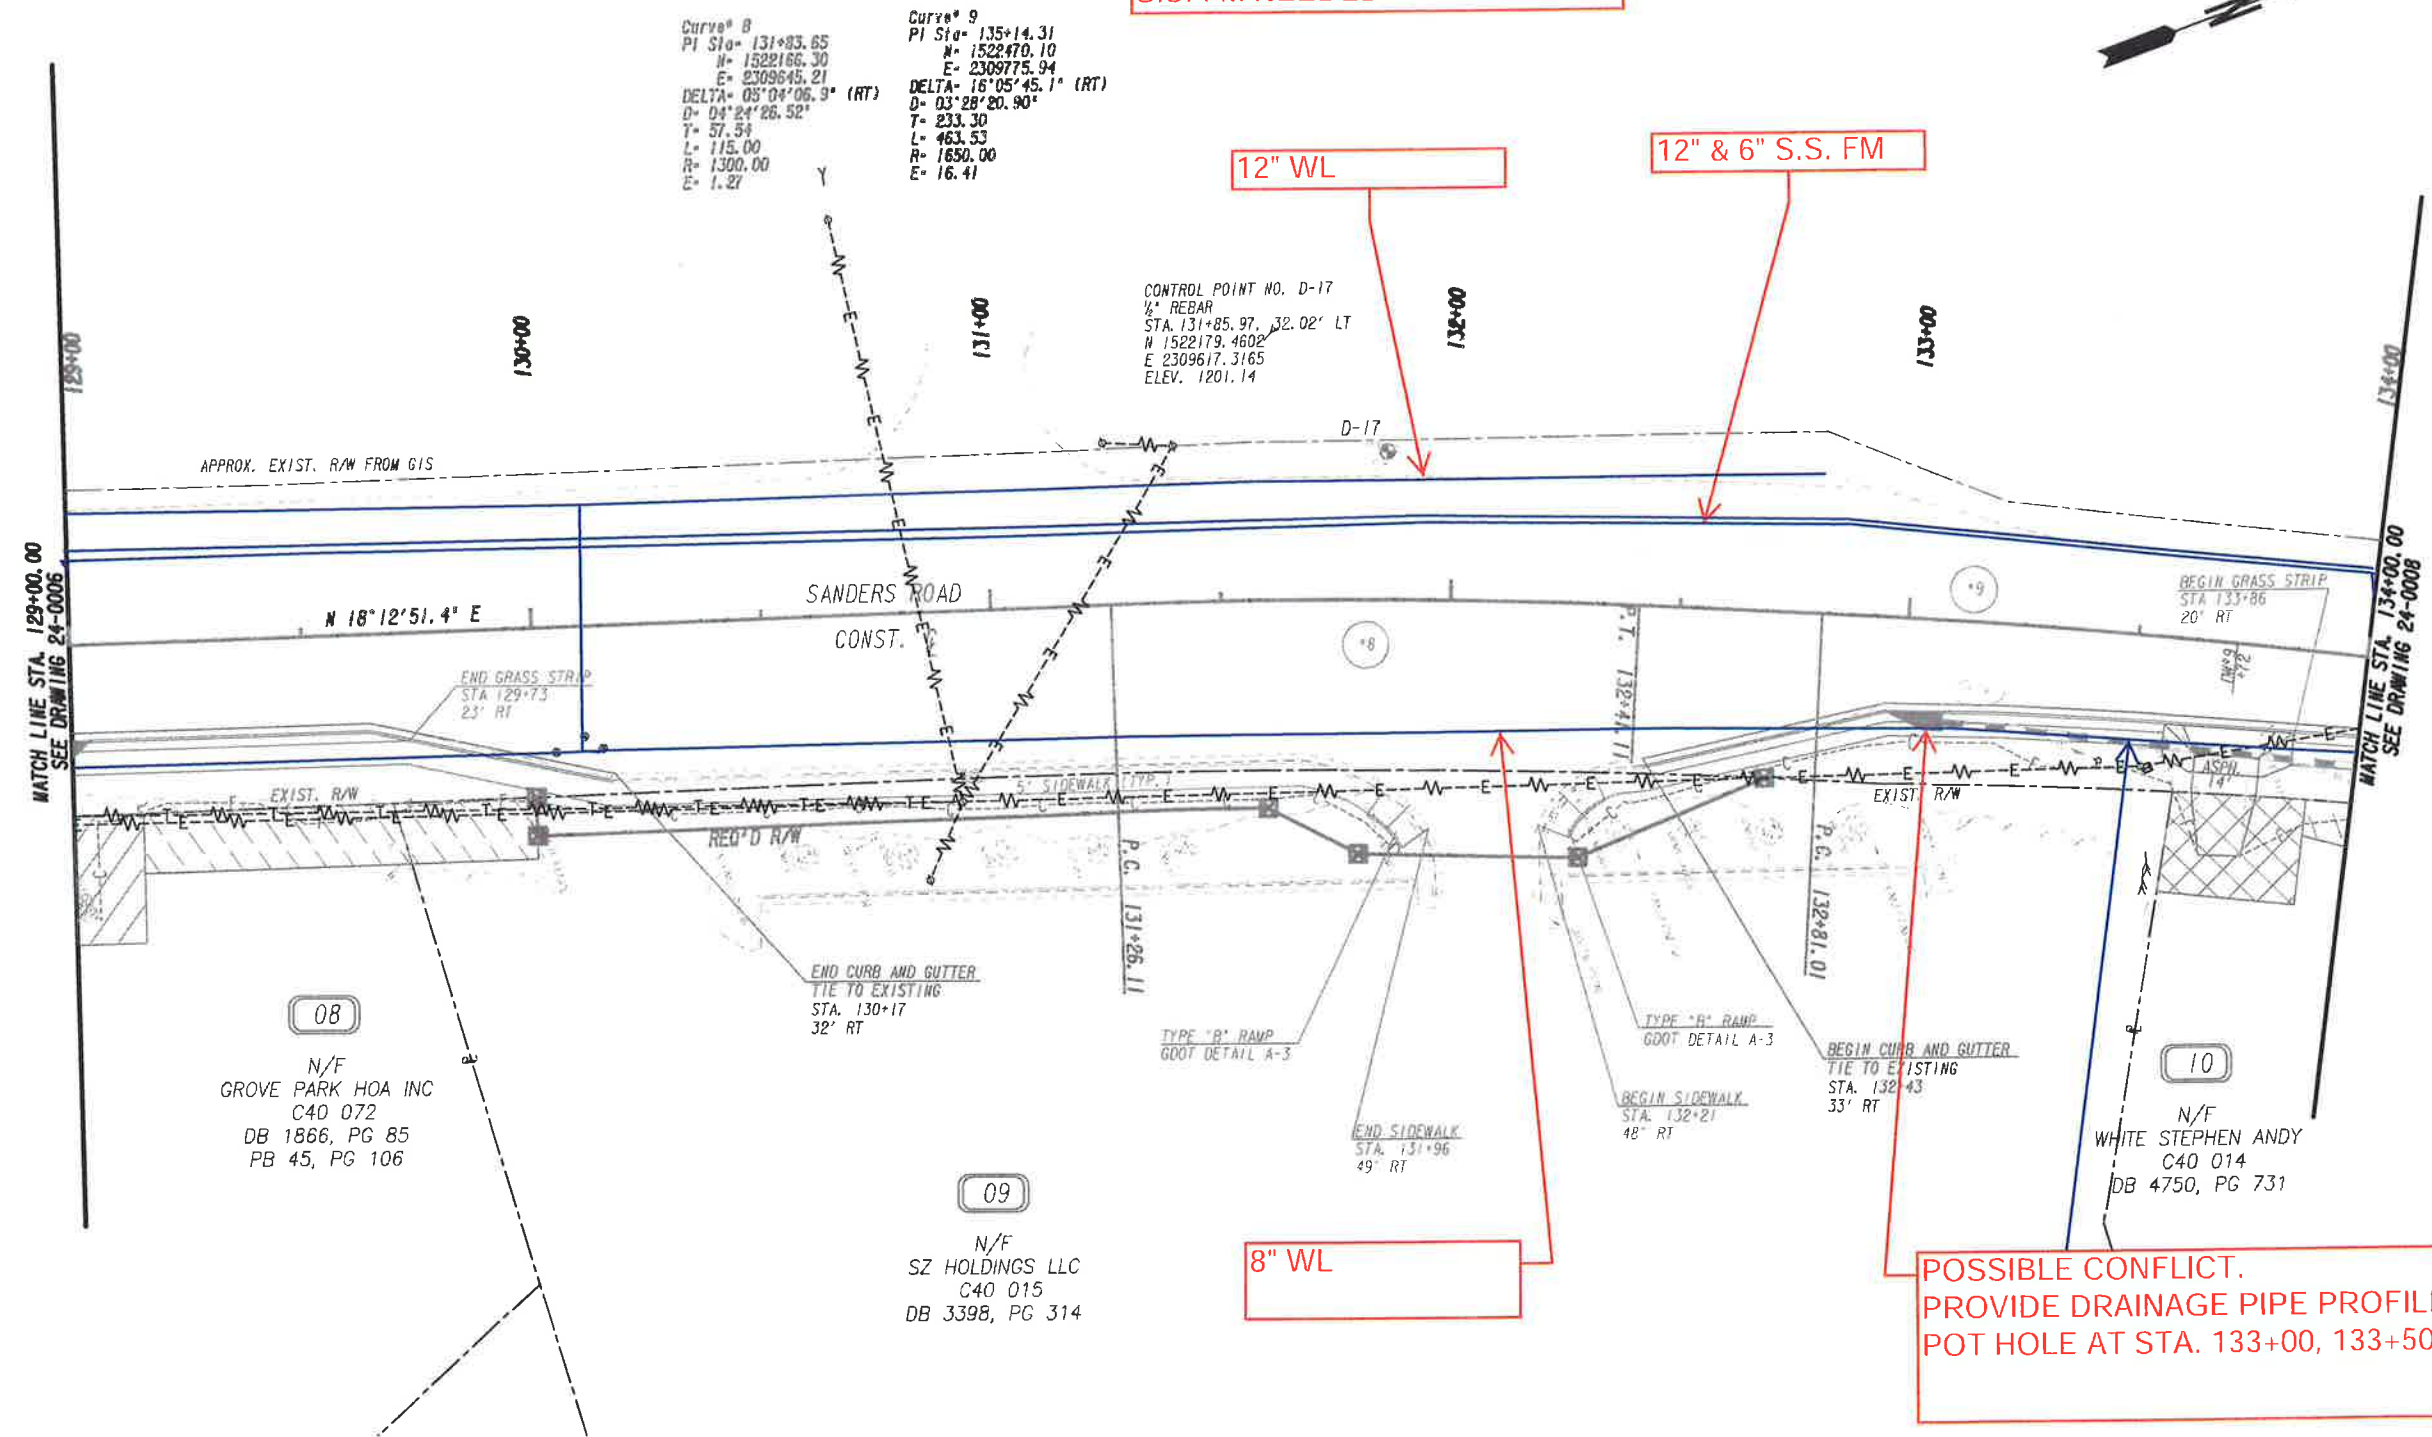 Curve# 8
PI Sta= 131+83.65
N= 1522166.30
E= 2309645.21
DELTA= 05°04'06.9" (RT)
D= 04°24'26.52"
T= 57.54
L= 115.00
R= 1300.00
E= 1.27
Curve# 9
PI Sta= 135+14.31
N= 1522470.10
E= 2309775.94
DELTA= 16°05'45.1" (RT)
D= 03°28'20.90"
T= 233.30
L= 463.53
R= 1650.00
E= 16.41
N
12" WL
12" & 6" S.S. FM
CONTROL POINT NO. D-17
½" REBAR
STA. 131+85.97, 32.02' LT
N 1522179.4602
E 2309617.3165
ELEV. 1201.14
129+00
130+00
131+00
132+00
133+00
134+00
D-17
APPROX. EXIST. R/W FROM GIS
MATCH LINE STA. 129+00.00
SEE DRAWING 24-0006
N 18°12'51.4" E
SANDERS ROAD
CONST.
+8
+9
BEGIN GRASS STRIP
STA 133+86
20' RT
MATCH LINE STA. 134+00.00
SEE DRAWING 24-0008
END GRASS STRIP
STA 129+73
23' RT
P.T. 132+41.11
EXIST. R/W
5' SIDEWALK (TYP.)
EXIST. R/W
ASPH.
14'
REQ'D R/W
P.C. 131+26.11
P.C. 132+81.01
END CURB AND GUTTER
TIE TO EXISTING
STA. 130+17
32' RT
TYPE "B" RAMP
GDOT DETAIL A-3
TYPE "B" RAMP
GDOT DETAIL A-3
BEGIN CURB AND GUTTER
TIE TO EXISTING
STA. 132+43
33' RT
BEGIN SIDEWALK
STA. 132+21
48' RT
END SIDEWALK
STA. 131+96
49' RT
08
N/F
GROVE PARK HOA INC
C40 072
DB 1866, PG 85
PB 45, PG 106
09
N/F
SZ HOLDINGS LLC
C40 015
DB 3398, PG 314
10
N/F
WHITE STEPHEN ANDY
C40 014
DB 4750, PG 731
8" WL
POSSIBLE CONFLICT.
PROVIDE DRAINAGE PIPE PROFIL
POT HOLE AT STA. 133+00, 133+50